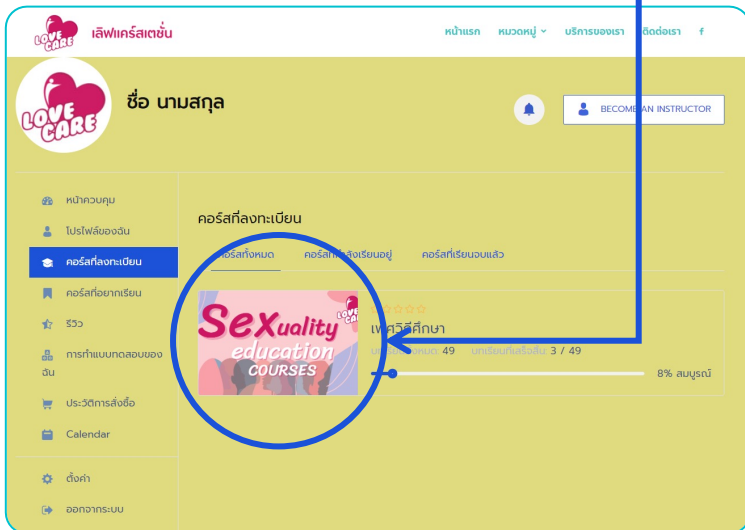 LOVE CARE
เลิฟแคร์สเตชั่น
หน้าแรก หมวดหมู่ บริการของเรา ติดต่อเรา f
LOVE CARE
ชื่อ นามสกุล
BECOME AN INSTRUCTOR
หน้าควบคุม
โปรไฟล์ของฉัน
คอร์สที่ลงทะเบียน
คอร์สที่อยากเรียน
รีวิว
การทำแบบทดสอบของ
ฉัน
ประวัติการสั่งซื้อ
Calendar
ตั้งค่า
ออกจากระบบ
คอร์สที่ลงทะเบียน
คอร์สทั้งหมด คอร์สที่กำลังเรียนอยู่ คอร์สที่เรียนจบแล้ว
Sexuality
education
COURSES
เพศวิถีศึกษา
บทเรียนทั้งหมด: 49 บทเรียนที่เสร็จสิ้น: 3 / 49
8% สมบูรณ์